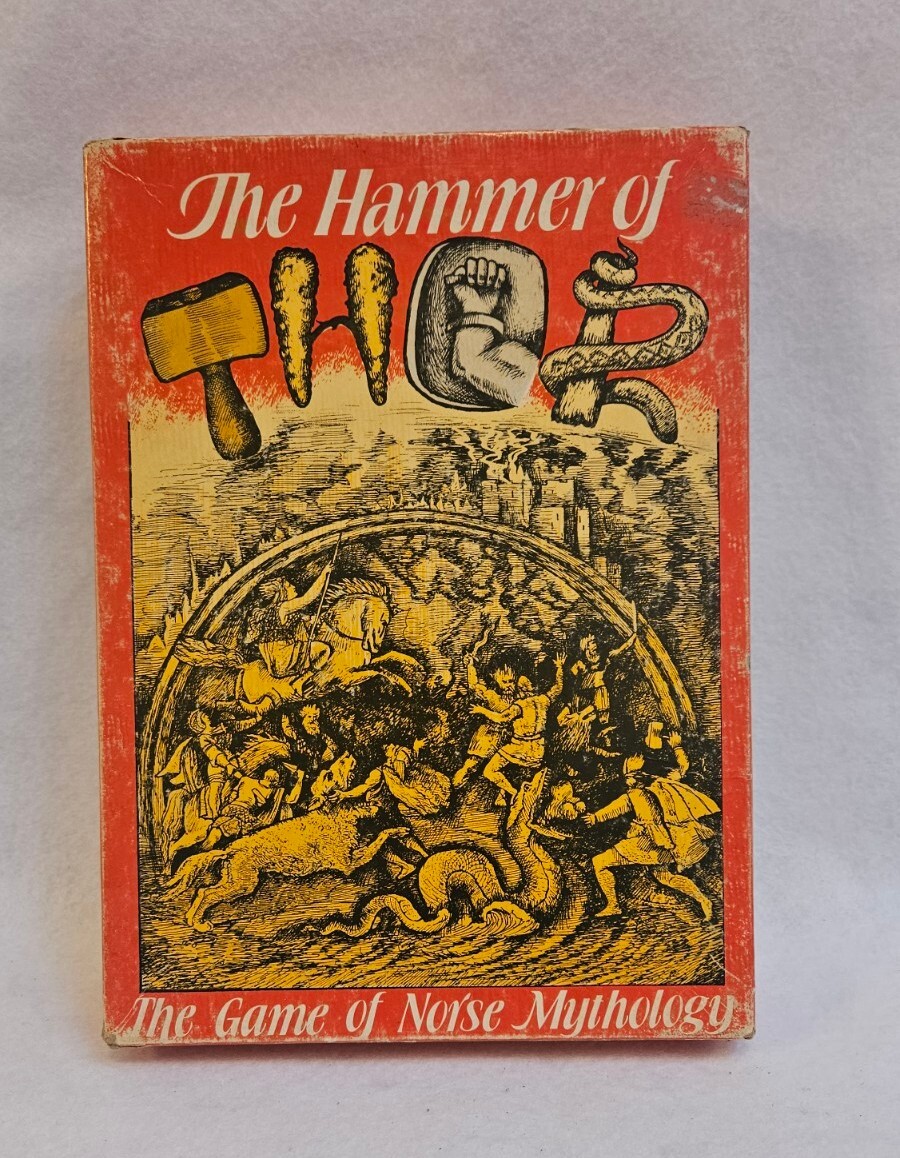 The Hammer of
THOR
The Game of Norse Mythology